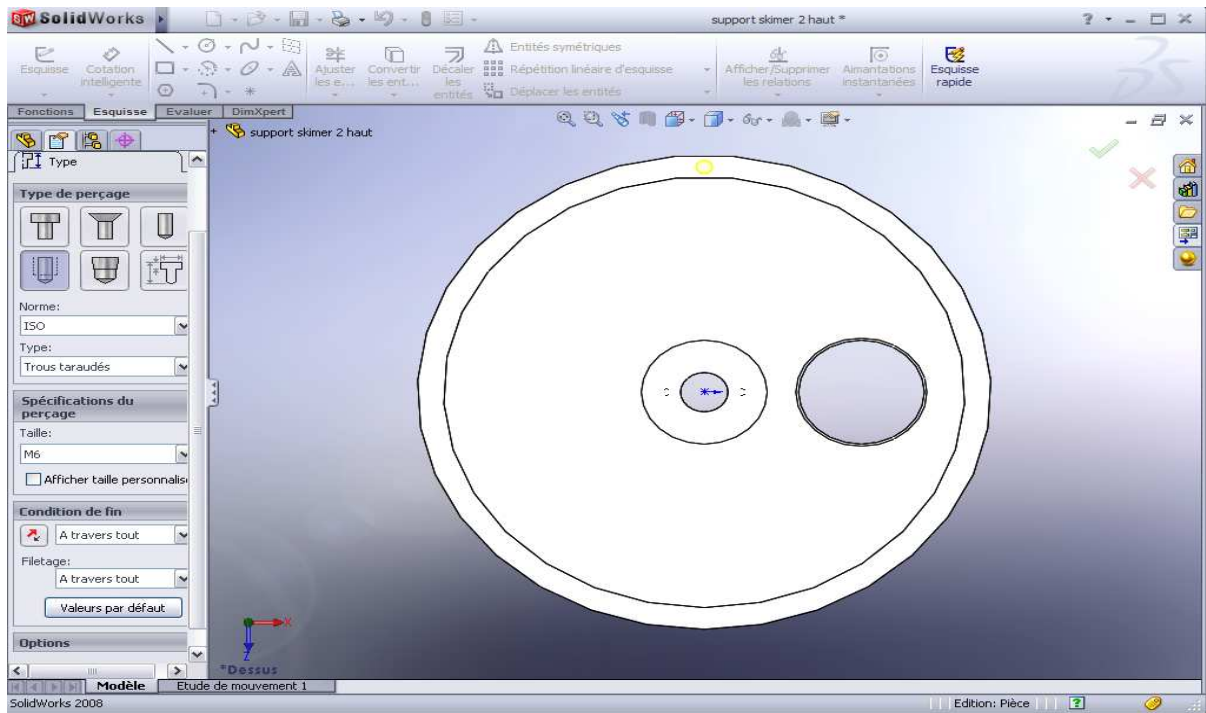 SolidWorks
support skimer 2 haut *
Esquisse
Cotation intelligente
Ajuster les e...
Convertir les ent...
Décaler les entités
Entités symétriques
Répétition linéaire d'esquisse
Déplacer les entités
Afficher/Supprimer les relations
Aimantations instantanées
Esquisse rapide
Fonctions Esquisse Evaluer DimXpert
support skimer 2 haut
Type
Type de perçage
Norme:
ISO
Type:
Trous taraudés
Spécifications du perçage
Taille:
M6
Afficher taille personnalis
Condition de fin
A travers tout
Filetage:
A travers tout
Valeurs par défaut
Options
X
Z
*Dessus
Modèle Etude de mouvement 1
SolidWorks 2008
Edition: Pièce